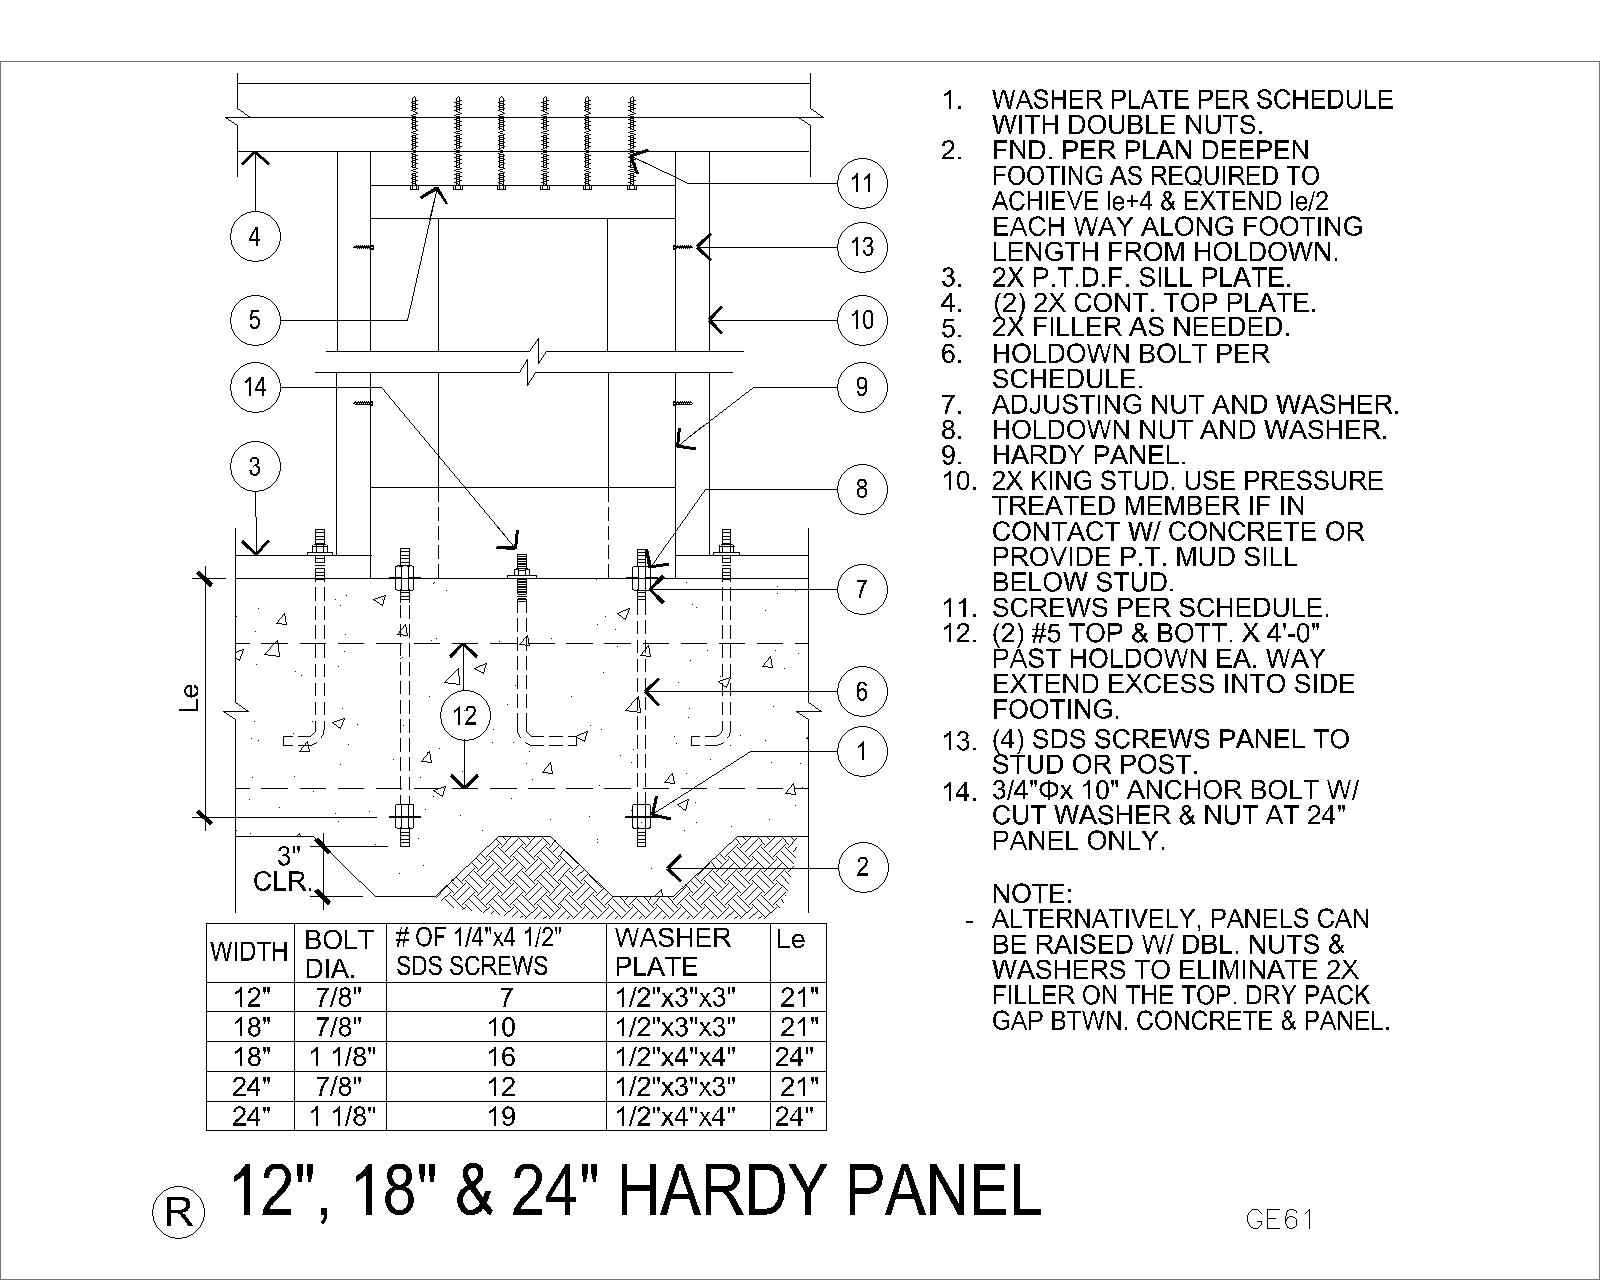 1. WASHER PLATE PER SCHEDULE
WITH DOUBLE NUTS.
2. FND. PER PLAN DEEPEN
FOOTING AS REQUIRED TO
ACHIEVE le+4 & EXTEND le/2
EACH WAY ALONG FOOTING
LENGTH FROM HOLDOWN.
3. 2X P.T.D.F. SILL PLATE.
4. (2) 2X CONT. TOP PLATE.
5. 2X FILLER AS NEEDED.
6. HOLDOWN BOLT PER
SCHEDULE.
7. ADJUSTING NUT AND WASHER.
8. HOLDOWN NUT AND WASHER.
9. HARDY PANEL.
10. 2X KING STUD. USE PRESSURE
TREATED MEMBER IF IN
CONTACT W/ CONCRETE OR
PROVIDE P.T. MUD SILL
BELOW STUD.
11. SCREWS PER SCHEDULE.
12. (2) #5 TOP & BOTT. X 4'-0"
PAST HOLDOWN EA. WAY
EXTEND EXCESS INTO SIDE
FOOTING.
13. (4) SDS SCREWS PANEL TO
STUD OR POST.
14. 3/4"Φx 10" ANCHOR BOLT W/
CUT WASHER & NUT AT 24"
PANEL ONLY.
NOTE:
- ALTERNATIVELY, PANELS CAN
BE RAISED W/ DBL. NUTS &
WASHERS TO ELIMINATE 2X
FILLER ON THE TOP. DRY PACK
GAP BTWN. CONCRETE & PANEL.
11
4
13
5
10
14
9
3
8
7
Le
6
12
1
2
3"
CLR.
WIDTH BOLT DIA. # OF 1/4"x4 1/2" SDS SCREWS WASHER PLATE Le
12" 7/8" 7 1/2"x3"x3" 21"
18" 7/8" 10 1/2"x3"x3" 21"
18" 1 1/8" 16 1/2"x4"x4" 24"
24" 7/8" 12 1/2"x3"x3" 21"
24" 1 1/8" 19 1/2"x4"x4" 24"
R 12", 18" & 24" HARDY PANEL
GE61